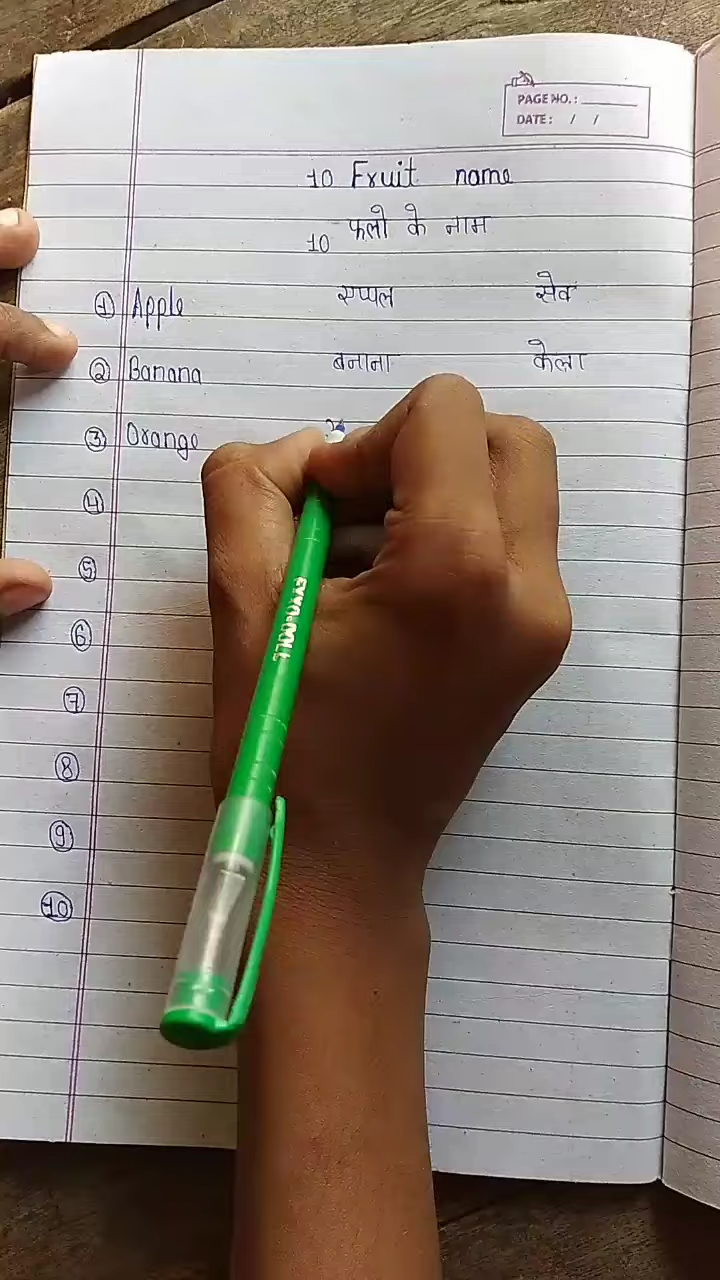 PAGE NO.:
DATE: / /
10 Fruit name
10 फलो के नाम
① Apple एप्पल सेव
② Banana बनाना केला
③ Orange
④
⑤
⑥
⑦
⑧
⑨
⑩